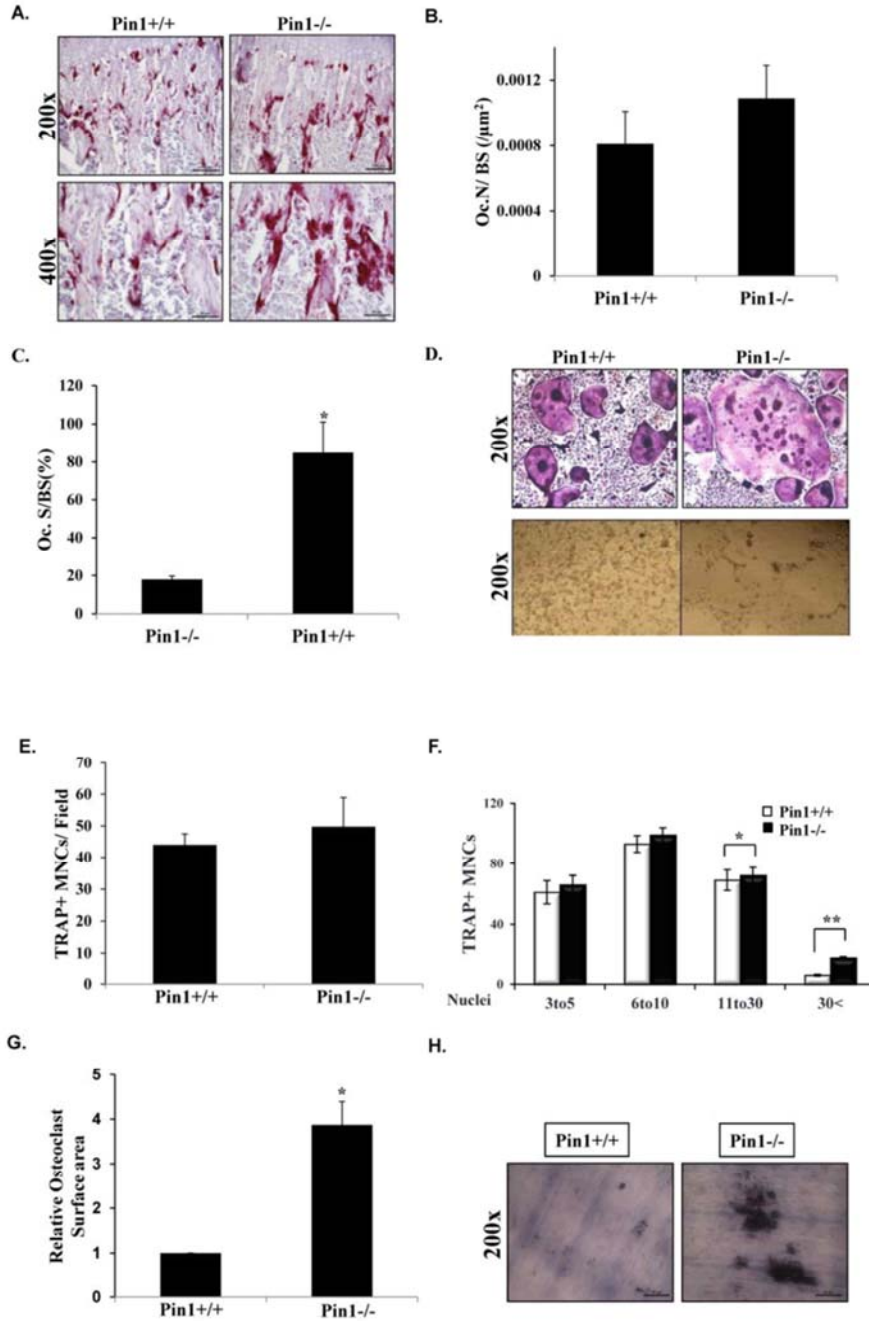 A.
Pin1+/+ Pin1-/-
200x
400x
B.
Oc.N/ BS (/μm²)
0.0012
0.0008
0.0004
0
Pin1+/+ Pin1-/-
C.
Oc. S/BS(%)
120
100
80
60
40
20
0
*
Pin1-/- Pin1+/+
D.
Pin1+/+ Pin1-/-
200x
200x
E.
TRAP+ MNCs/ Field
70
60
50
40
30
20
10
0
Pin1+/+ Pin1-/-
F.
TRAP+ MNCs
120
80
40
0
Pin1+/+
Pin1-/-
*
**
Nuclei 3to5 6to10 11to30 30<
G.
Relative Osteoclast
Surface area
5
4
3
2
1
0
*
Pin1+/+ Pin1-/-
H.
Pin1+/+ Pin1-/-
200x